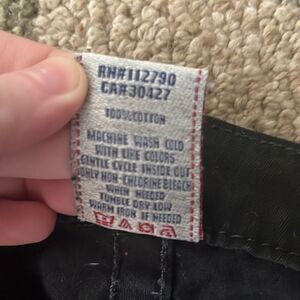 RN#112790
CA#30427
100%COTTON
MACHINE WASH COLD
WITH LIKE COLORS
GENTLE CYCLE INSIDE OUT
ONLY NON-CHLORINE BLEACH
WHEN NEEDED
TUMBLE DRY LOW
WARM IRON IF NEEDED